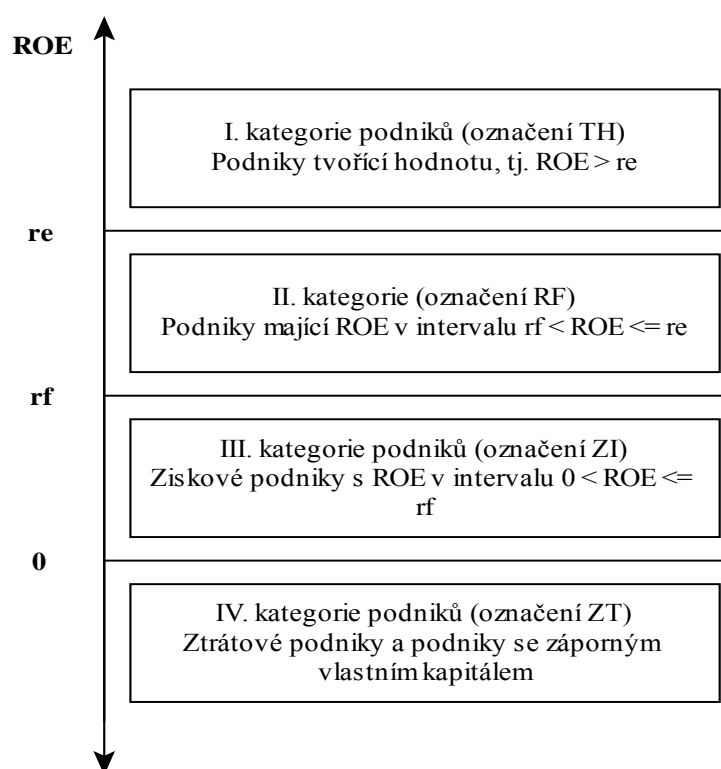 ROE
I. kategorie podniků (označení TH)
Podniky tvořící hodnotu, tj. ROE > re
re
II. kategorie (označení RF)
Podniky mající ROE v intervalu rf < ROE <= re
rf
III. kategorie podniků (označení ZI)
Ziskové podniky s ROE v intervalu 0 < ROE <=
rf
0
IV. kategorie podniků (označení ZT)
Ztrátové podniky a podniky se záporným
vlastním kapitálem